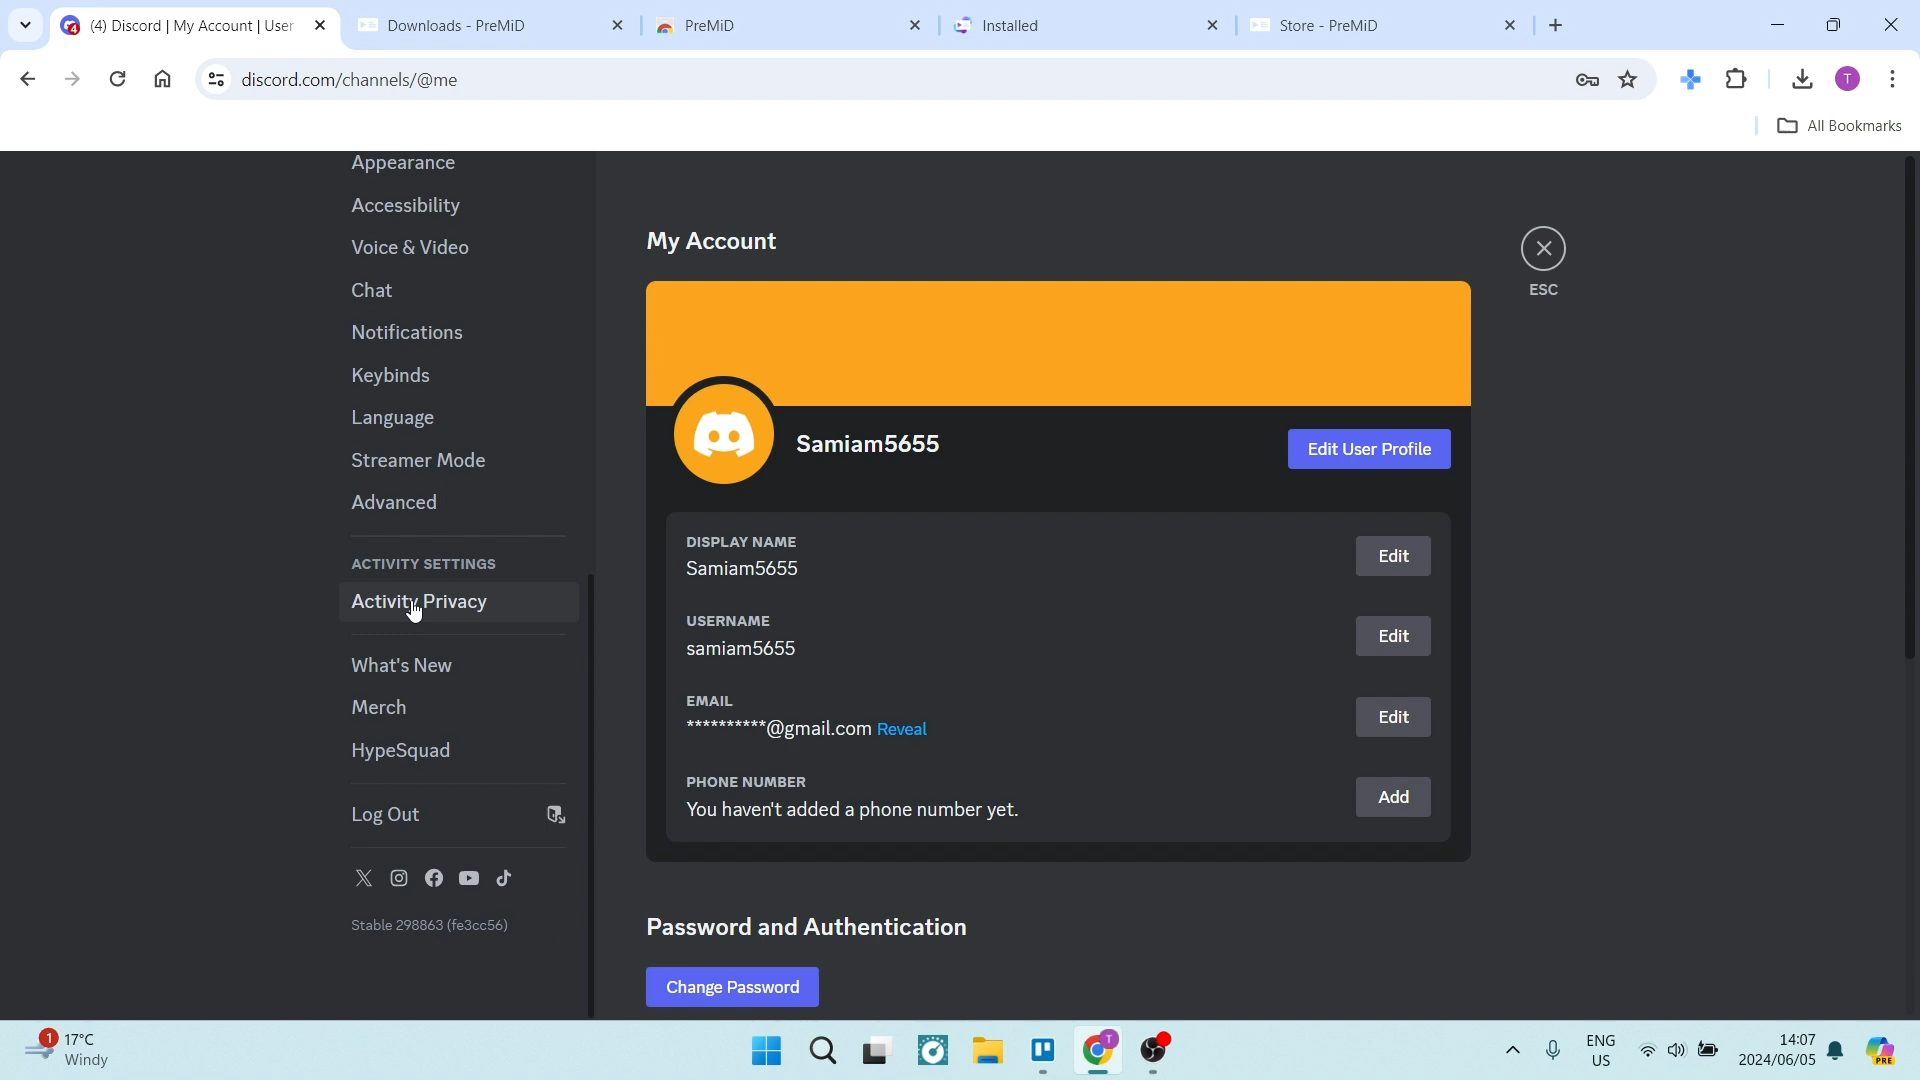 (4) Discord | My Account | User
Downloads - PreMiD
PreMiD
Installed
Store - PreMiD
discord.com/channels/@me
T
All Bookmarks
Appearance
Accessibility
Voice & Video
Chat
Notifications
Keybinds
Language
Streamer Mode
Advanced
ACTIVITY SETTINGS
Activity Privacy
What's New
Merch
HypeSquad
Log Out
Stable 298863 (fe3cc56)
My Account
ESC
Samiam5655
Edit User Profile
DISPLAY NAME
Samiam5655
Edit
USERNAME
samiam5655
Edit
EMAIL
**********@gmail.com Reveal
Edit
PHONE NUMBER
You haven't added a phone number yet.
Add
Password and Authentication
Change Password
1
17°C
Windy
T
ENG
US
14:07
2024/06/05
PRE